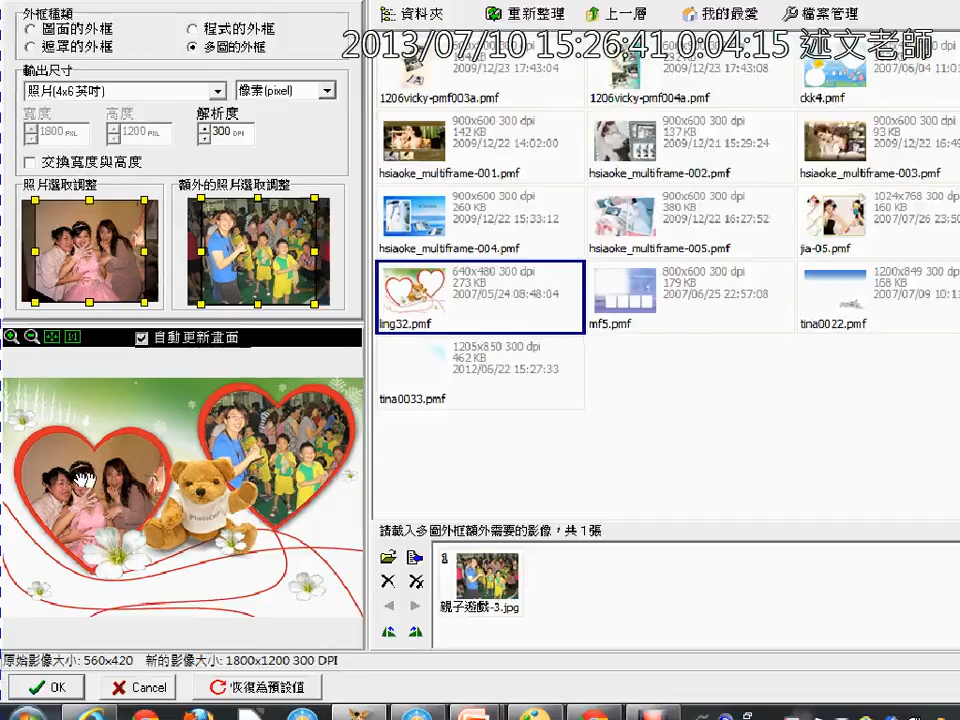 外框種類
圖面的外框
程式的外框
遮罩的外框
多圖的外框
輸出尺寸
照片(4x6英吋)
像素(pixel)
寬度
高度
解析度
1800 PXL
1200 PXL
300 DPI
交換寬度與高度
照片選取調整
額外的照片選取調整
自動更新畫面
原始影像大小: 560x420 新的影像大小: 1800x1200 300 DPI
OK
Cancel
恢復為預設值
資料夾
重新整理
上一層
我的最愛
檔案管理
2013/07/10 15:26:41 0:04:15 述文老師
2009/12/23 17:43:04
1206vicky-pmf003a.pmf
2009/12/23 17:43:08
1206vicky-pmf004a.pmf
2007/06/04 11:0
ckk4.pmf
900x600 300 dpi
142 KB
2009/12/22 14:02:00
hsiaoke_multiframe-001.pmf
900x600 300 dpi
137 KB
2009/12/21 15:29:24
hsiaoke_multiframe-002.pmf
900x600 300 dpi
93 KB
2009/12/22 16:4
hsiaoke_multiframe-003.pmf
900x600 300 dpi
260 KB
2009/12/22 15:33:12
hsiaoke_multiframe-004.pmf
900x600 300 dpi
380 KB
2009/12/22 16:27:52
hsiaoke_multiframe-005.pmf
1024x768 300 dpi
160 KB
2007/07/26 23:5
jia-05.pmf
640x480 300 dpi
273 KB
2007/05/24 08:48:04
ling32.pmf
800x600 300 dpi
179 KB
2007/06/25 22:57:08
mf5.pmf
1200x849 300 dpi
168 KB
2007/07/09 10:1
tina0022.pmf
1205x850 300 dpi
462 KB
2012/06/22 15:27:33
tina0033.pmf
請載入多圖外框額外需要的影像，共 1張
1
親子遊戲-3.jpg